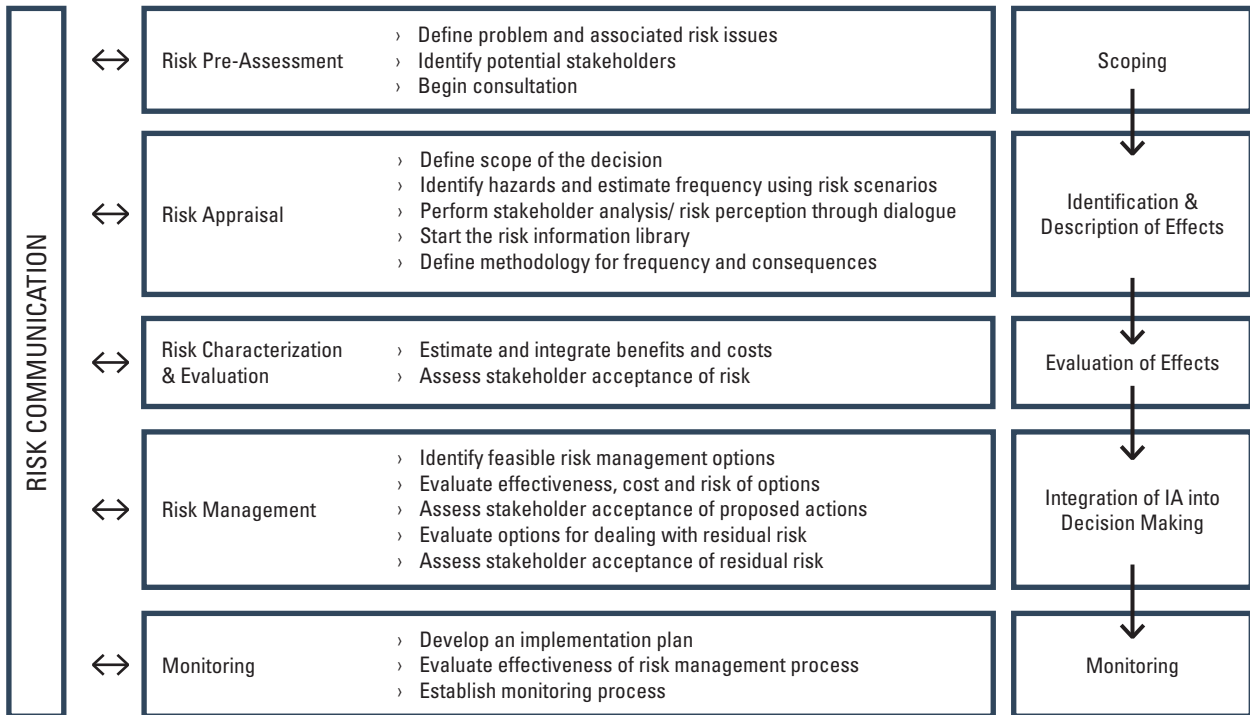 RISK COMMUNICATION
Risk Pre-Assessment
› Define problem and associated risk issues
› Identify potential stakeholders
› Begin consultation
Scoping
Risk Appraisal
› Define scope of the decision
› Identify hazards and estimate frequency using risk scenarios
› Perform stakeholder analysis/ risk perception through dialogue
› Start the risk information library
› Define methodology for frequency and consequences
Identification &
Description of Effects
Risk Characterization
& Evaluation
› Estimate and integrate benefits and costs
› Assess stakeholder acceptance of risk
Evaluation of Effects
Risk Management
› Identify feasible risk management options
› Evaluate effectiveness, cost and risk of options
› Assess stakeholder acceptance of proposed actions
› Evaluate options for dealing with residual risk
› Assess stakeholder acceptance of residual risk
Integration of IA into
Decision Making
Monitoring
› Develop an implementation plan
› Evaluate effectiveness of risk management process
› Establish monitoring process
Monitoring